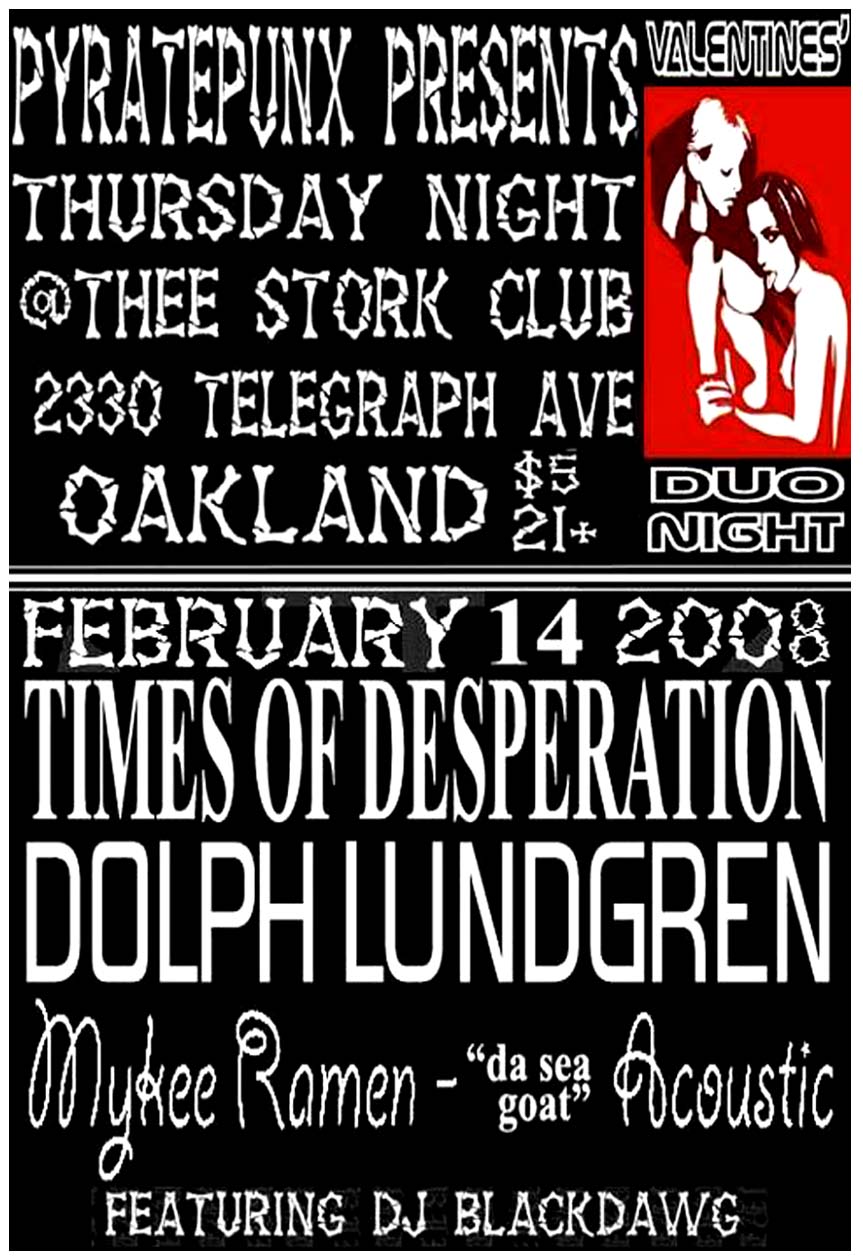 PYRATEPUNX PRESENTS
THURSDAY NIGHT
@THEE STORK CLUB
2330 TELEGRAPH AVE
OAKLAND
$5
21+
VALENTINES'
DUO
NIGHT
FEBRUARY 14 2008
TIMES OF DESPERATION
DOLPH LUNDGREN
Mykee Ramen - "da sea goat" Acoustic
FEATURING DJ BLACKDAWG